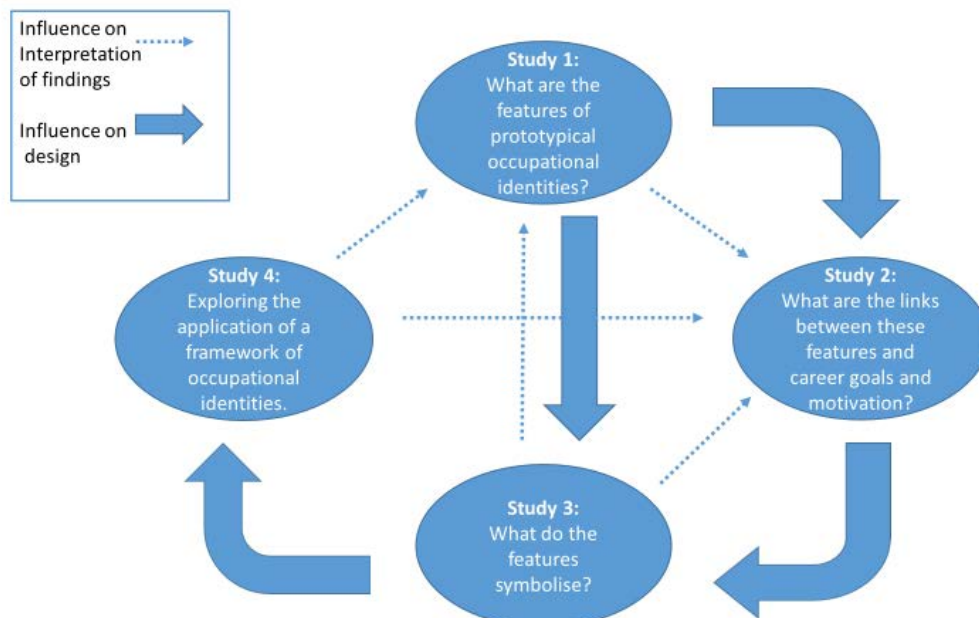 Influence on
Interpretation
of findings
Influence on
design
Study 1:
What are the
features of
prototypical
occupational
identities?
Study 4:
Exploring the
application of a
framework of
occupational
identities.
Study 2:
What are the links
between these
features and
career goals and
motivation?
Study 3:
What do the
features
symbolise?